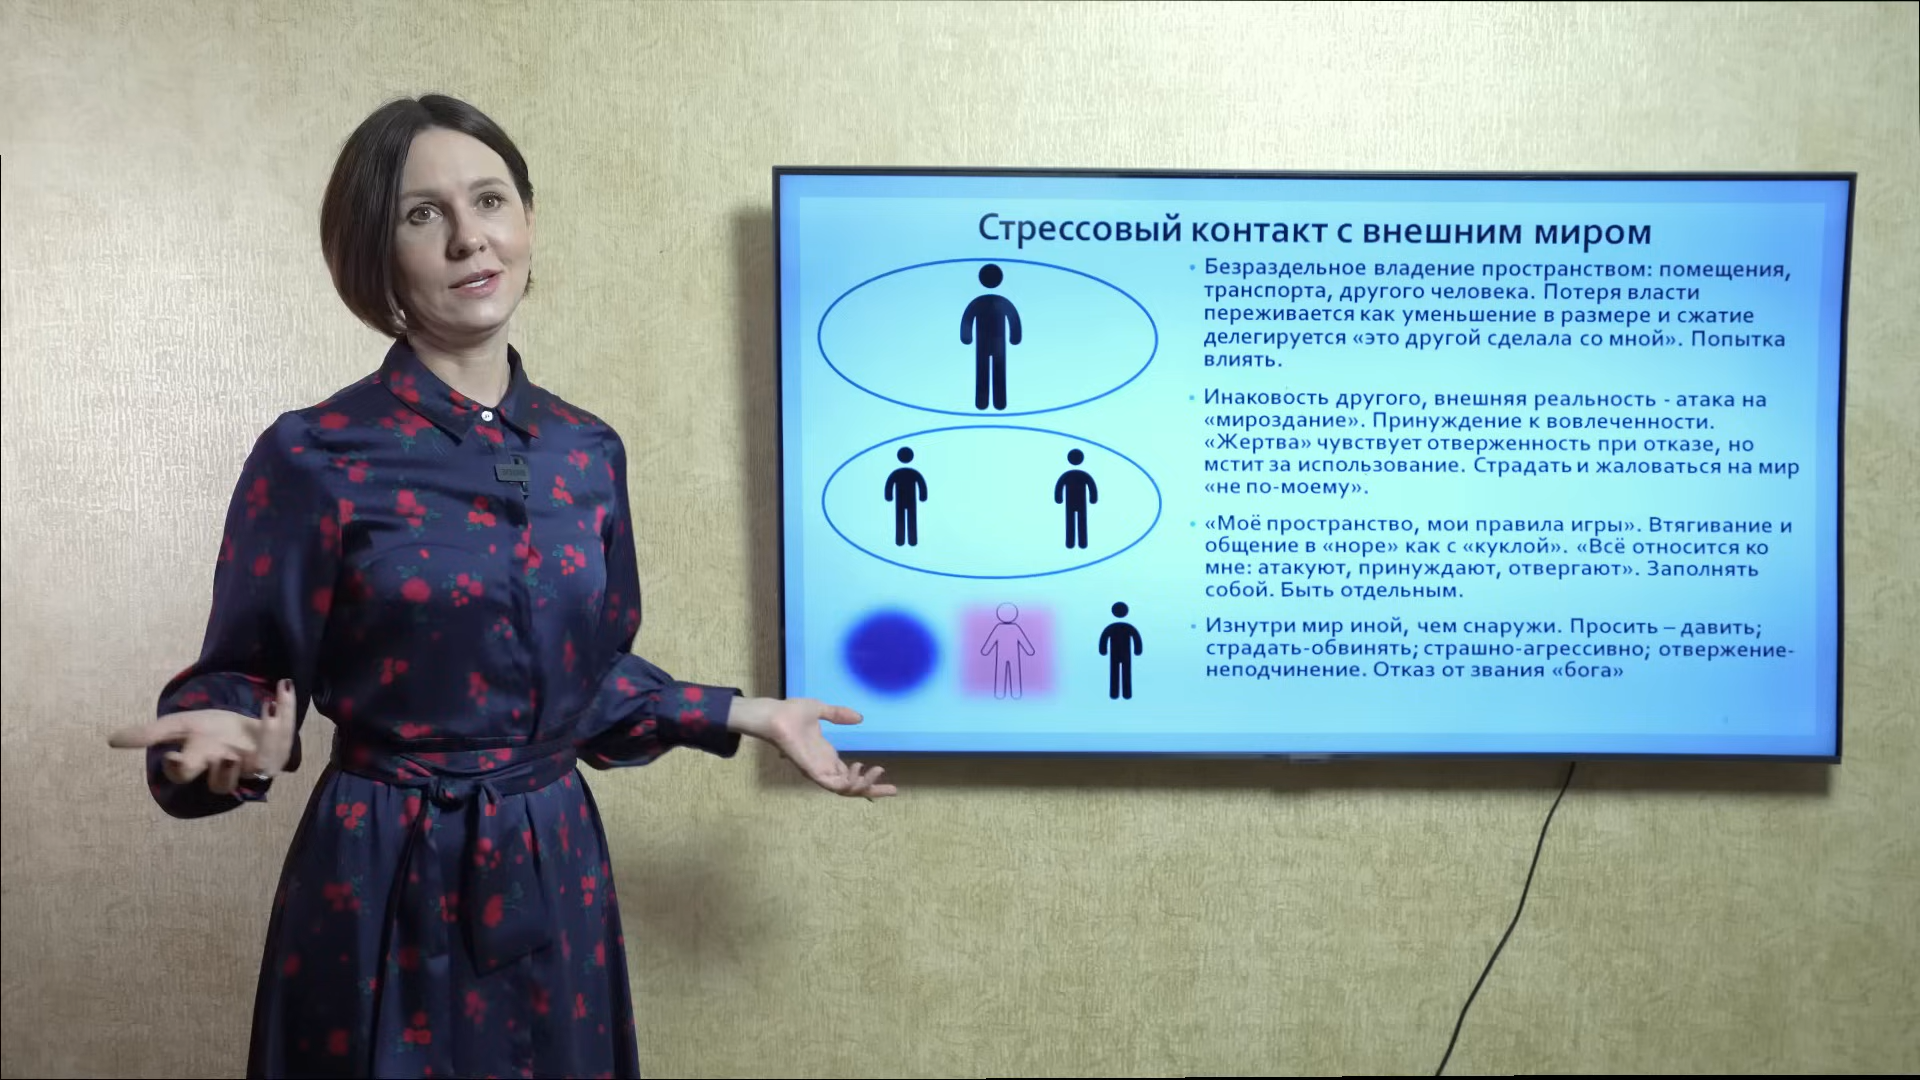 Стрессовый контакт с внешним миром
• Безраздельное владение пространством: помещения,
транспорта, другого человека. Потеря власти
переживается как уменьшение в размере и сжатие
делегируется «это другой сделала со мной». Попытка
влиять.
• Инаковость другого, внешняя реальность - атака на
«мироздание». Принуждение к вовлеченности.
«Жертва» чувствует отверженность при отказе, но
мстит за использование. Страдать и жаловаться на мир
«не по-моему».
• «Моё пространство, мои правила игры». Втягивание и
общение в «норе» как с «куклой». «Всё относится ко
мне: атакуют, принуждают, отвергают». Заполнять
собой. Быть отдельным.
• Изнутри мир иной, чем снаружи. Просить – давить;
страдать-обвинять; страшно-агрессивно; отвержение-
неподчинение. Отказ от звания «бога»